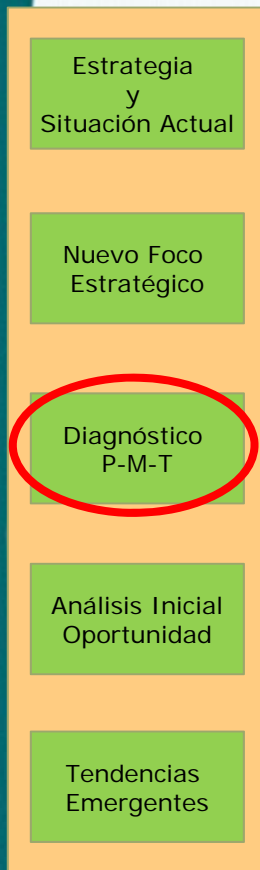 Estrategia
y
Situación Actual
Nuevo Foco
Estratégico
Diagnóstico
P-M-T
Análisis Inicial
Oportunidad
Tendencias
Emergentes